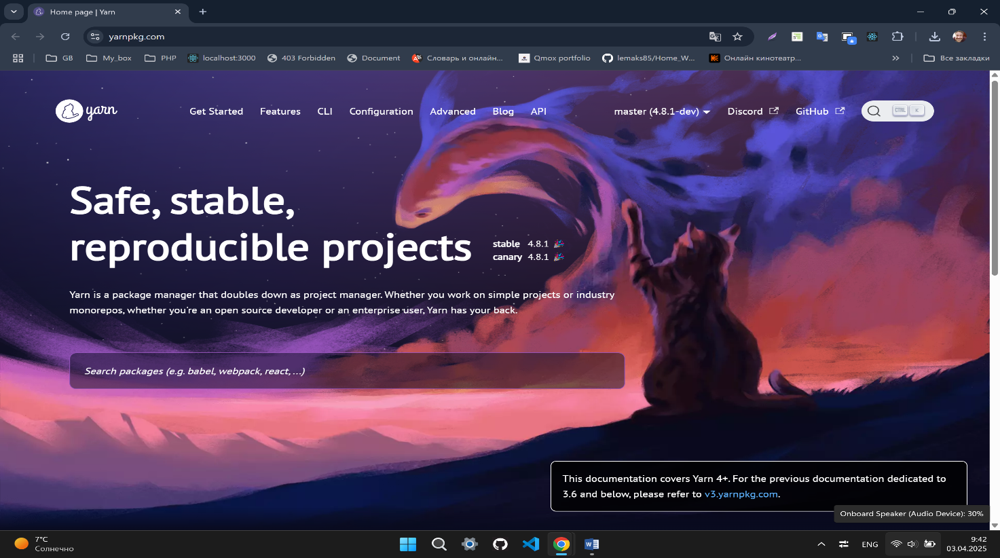 Home page | Yarn
yarnpkg.com
GB
My_box
PHP
localhost:3000
403 Forbidden
Document
Словарь и онлайн...
Qmox portfolio
lemaks85/Home_W...
Онлайн кинотеатр...
Все закладки
yarn
Get Started
Features
CLI
Configuration
Advanced
Blog
API
master (4.8.1-dev)
Discord
GitHub
CTRL K
Safe, stable,
reproducible projects
stable 4.8.1
canary 4.8.1
Yarn is a package manager that doubles down as project manager. Whether you work on simple projects or industry
monorepos, whether you're an open source developer or an enterprise user, Yarn has your back.
Search packages (e.g. babel, webpack, react, ...)
This documentation covers Yarn 4+. For the previous documentation dedicated to
3.6 and below, please refer to v3.yarnpkg.com.
Onboard Speaker (Audio Device): 30%
7°C
Солнечно
ENG
9:42
03.04.2025